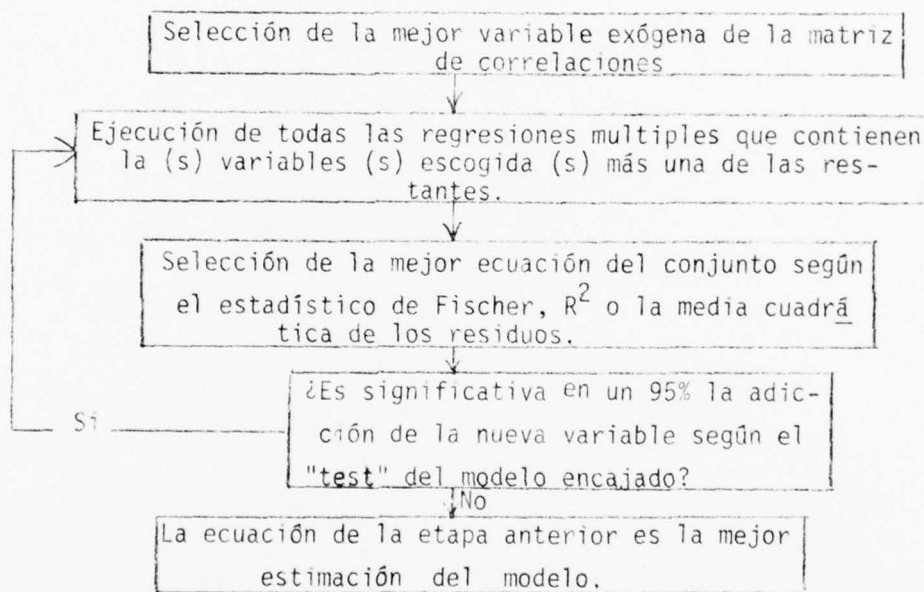 Selección de la mejor variable exógena de la matriz
de correlaciones
Ejecución de todas las regresiones multiples que contienen
la (s) variables (s) escogida (s) más una de las res-
tantes.
Selección de la mejor ecuación del conjunto según
el estadístico de Fischer, R² o la media cuadrá
tica de los residuos.
¿Es significativa en un 95% la adic-
ción de la nueva variable según el
"test" del modelo encajado?
Si
No
La ecuación de la etapa anterior es la mejor
estimación del modelo.